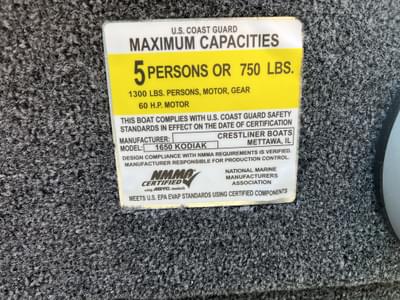 U.S. COAST GUARD
MAXIMUM CAPACITIES
5 PERSONS OR 750 LBS.
1300 LBS. PERSONS, MOTOR, GEAR
60 H.P. MOTOR
THIS BOAT COMPLIES WITH U.S. COAST GUARD SAFETY
STANDARDS IN EFFECT ON THE DATE OF CERTIFICATION
MANUFACTURER: CRESTLINER BOATS
MODEL: 1650 KODIAK METTAWA, IL
DESIGN COMPLIANCE WITH NMMA REQUIREMENTS IS VERIFIED.
MANUFACTURER RESPONSIBLE FOR PRODUCTION CONTROL.
NMMA
CERTIFIED
using ABYC standards
NATIONAL MARINE
MANUFACTURERS
ASSOCIATION
MEETS U.S. EPA EVAP STANDARDS USING CERTIFIED COMPONENTS